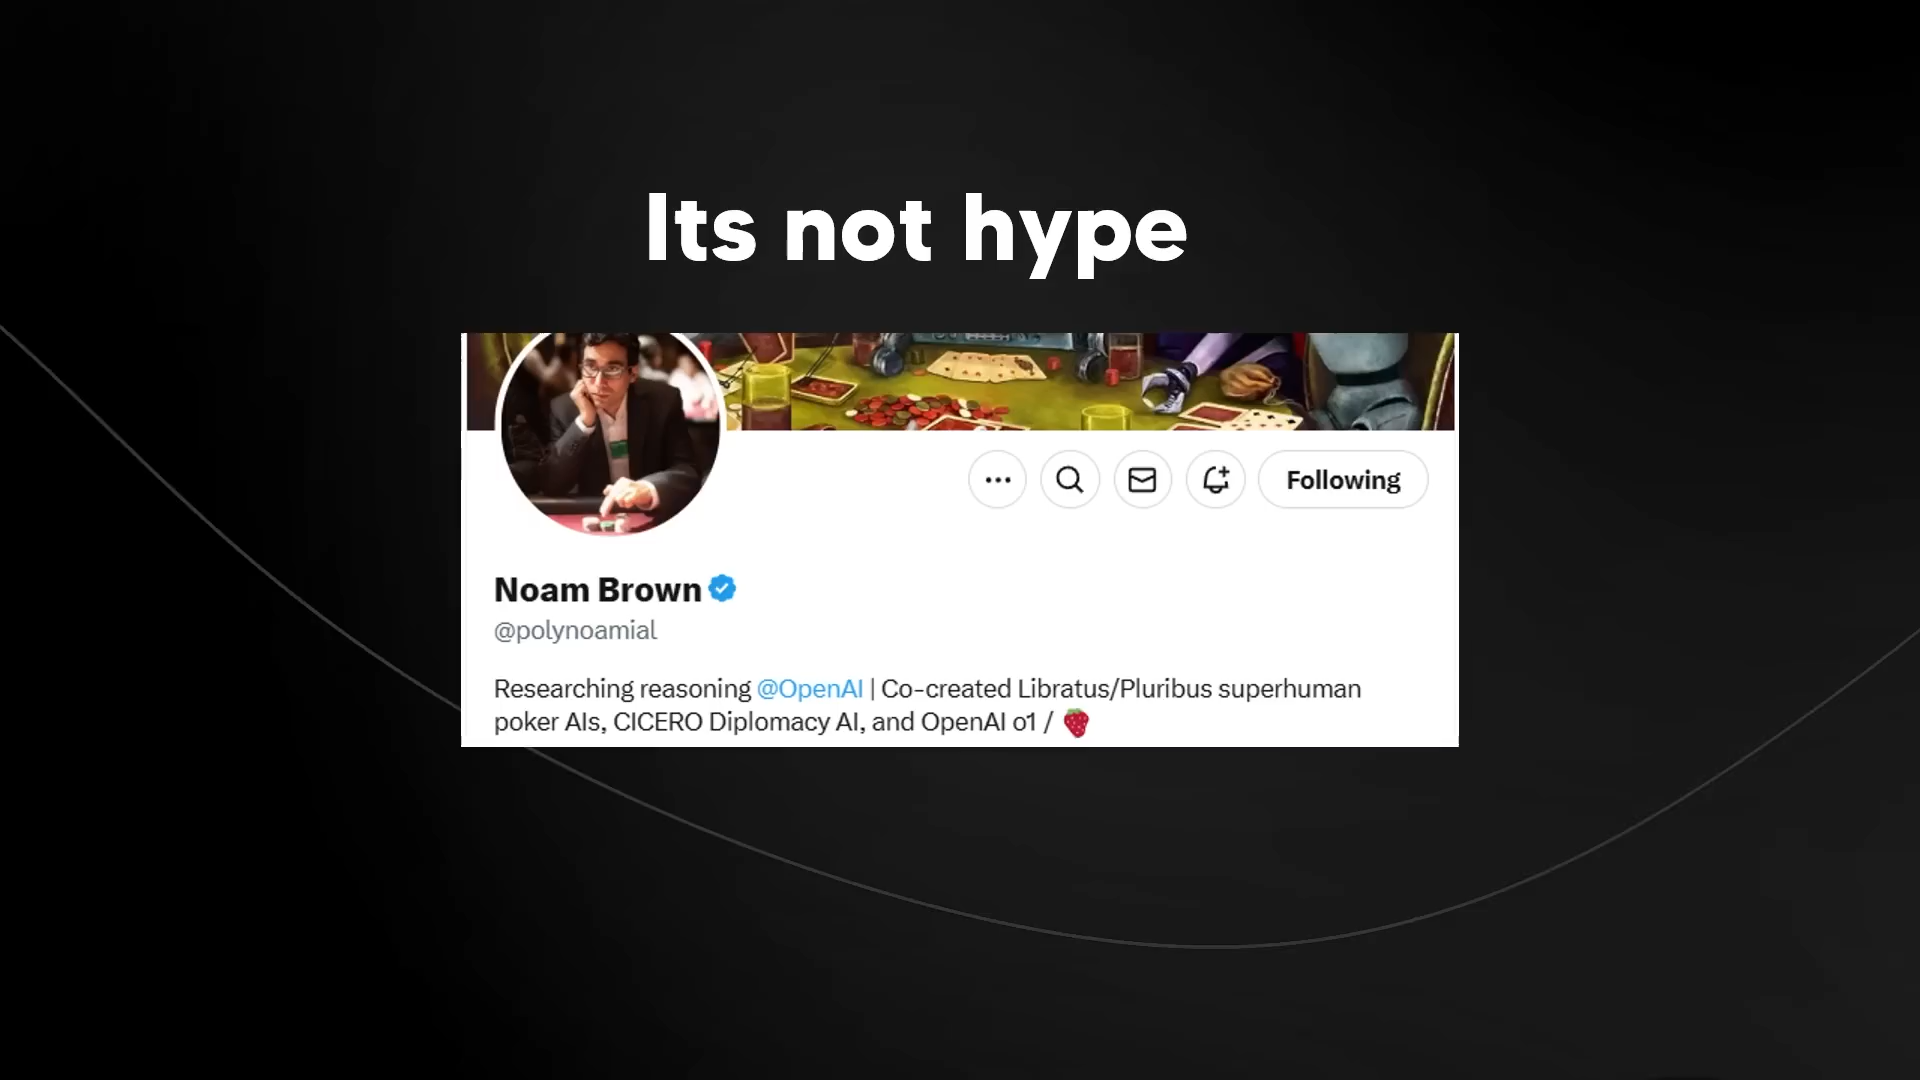 Its not hype
Following
Noam Brown
@polynoamial
Researching reasoning @OpenAI | Co-created Libratus/Pluribus superhuman
poker AIs, CICERO Diplomacy AI, and OpenAI o1 / 🍓